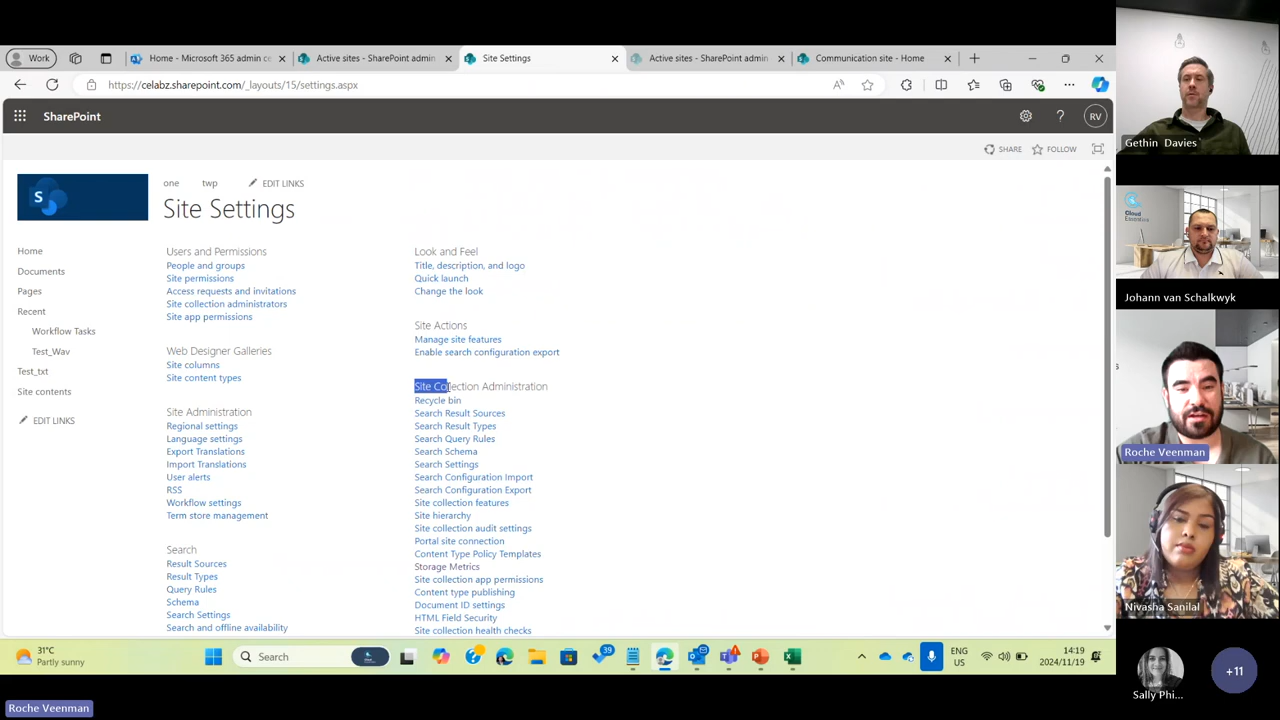 Work
Home - Microsoft 365 admin ce
Active sites - SharePoint admin
Site Settings
Active sites - SharePoint admin
Communication site - Home
https://celabz.sharepoint.com/_layouts/15/settings.aspx
SharePoint
RV
SHARE
FOLLOW
S
one
twp
EDIT LINKS
Site Settings
Home
Documents
Pages
Recent
Workflow Tasks
Test_Wav
Test_txt
Site contents
EDIT LINKS
Users and Permissions
People and groups
Site permissions
Access requests and invitations
Site collection administrators
Site app permissions
Web Designer Galleries
Site columns
Site content types
Site Administration
Regional settings
Language settings
Export Translations
Import Translations
User alerts
RSS
Workflow settings
Term store management
Search
Result Sources
Result Types
Query Rules
Schema
Search Settings
Search and offline availability
Look and Feel
Title, description, and logo
Quick launch
Change the look
Site Actions
Manage site features
Enable search configuration export
Site Collection Administration
Recycle bin
Search Result Sources
Search Result Types
Search Query Rules
Search Schema
Search Settings
Search Configuration Import
Search Configuration Export
Site collection features
Site hierarchy
Site collection audit settings
Portal site connection
Content Type Policy Templates
Storage Metrics
Site collection app permissions
Content type publishing
Document ID settings
HTML Field Security
Site collection health checks
31°C
Partly sunny
Search
39
ENG
US
14:19
2024/11/19
Roche Veenman
Gethin Davies
Cloud
Essentials
Johann van Schalkwyk
Roche Veenman
Nivasha Sanilal
Sally Phi...
+11